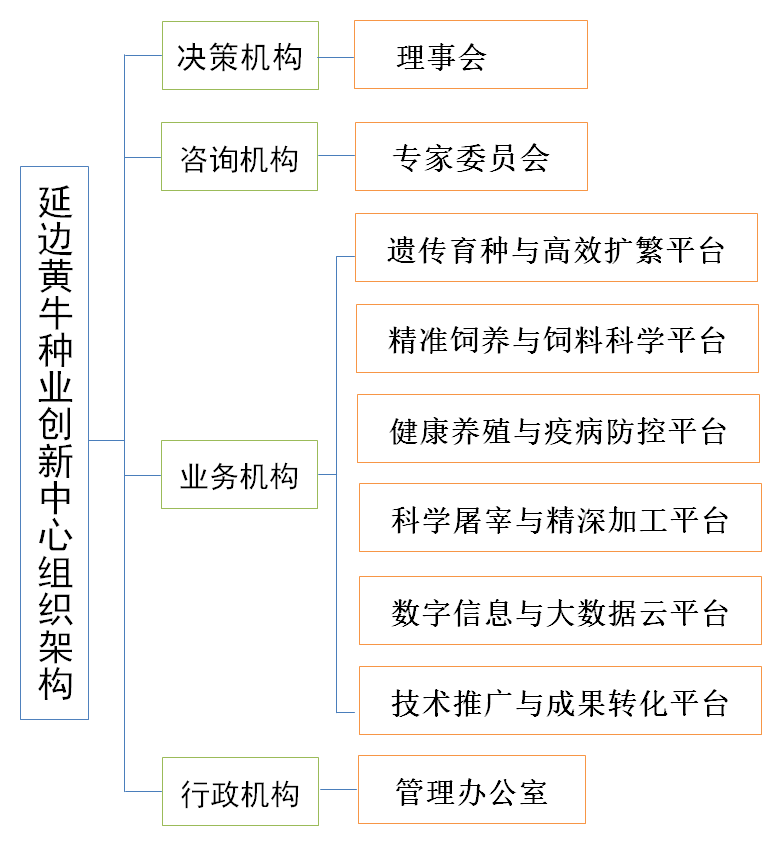 延边黄牛种业创新中心组织架构
决策机构
理事会
咨询机构
专家委员会
业务机构
遗传育种与高效扩繁平台
精准饲养与饲料科学平台
健康养殖与疫病防控平台
科学屠宰与精深加工平台
数字信息与大数据云平台
技术推广与成果转化平台
行政机构
管理办公室